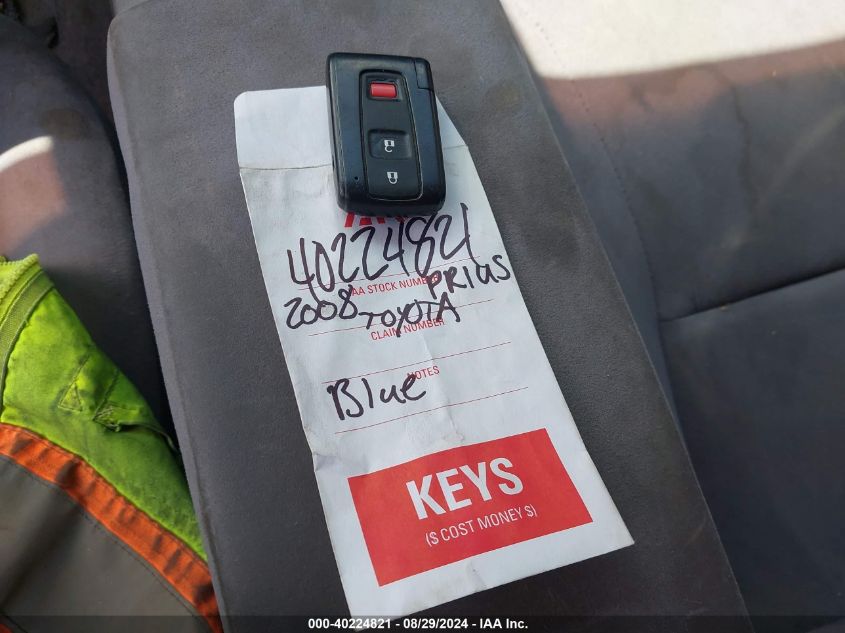 40224821
IAA STOCK NUMBER
PRIUS
2008 TOYOTA
CLAIM NUMBER
NOTES
Blue
KEYS
($ COST MONEY $)
000-40224821 - 08/29/2024 - IAA Inc.